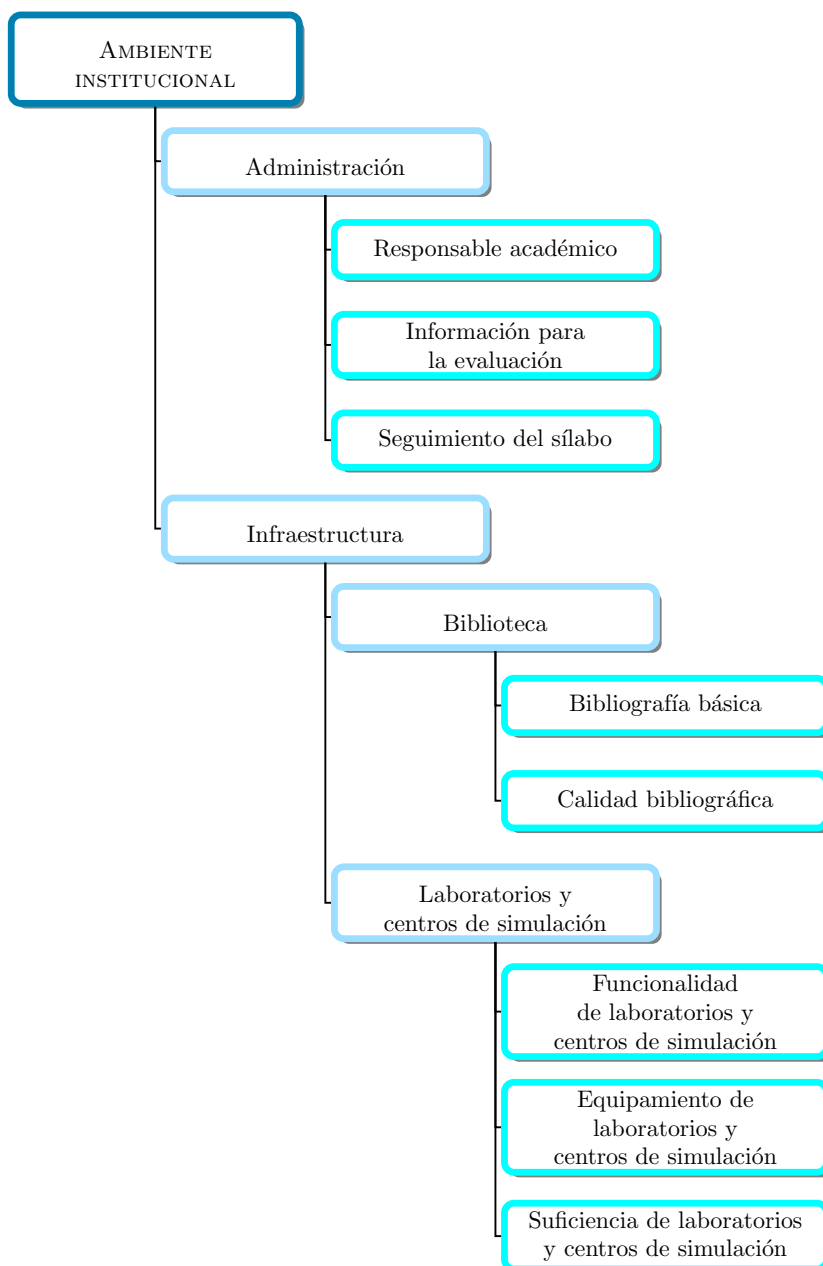 AMBIENTE
INSTITUCIONAL
Administración
Responsable académico
Información para
la evaluación
Seguimiento del sílabo
Infraestructura
Biblioteca
Bibliografía básica
Calidad bibliográfica
Laboratorios y
centros de simulación
Funcionalidad
de laboratorios y
centros de simulación
Equipamiento de
laboratorios y
centros de simulación
Suficiencia de laboratorios
y centros de simulación